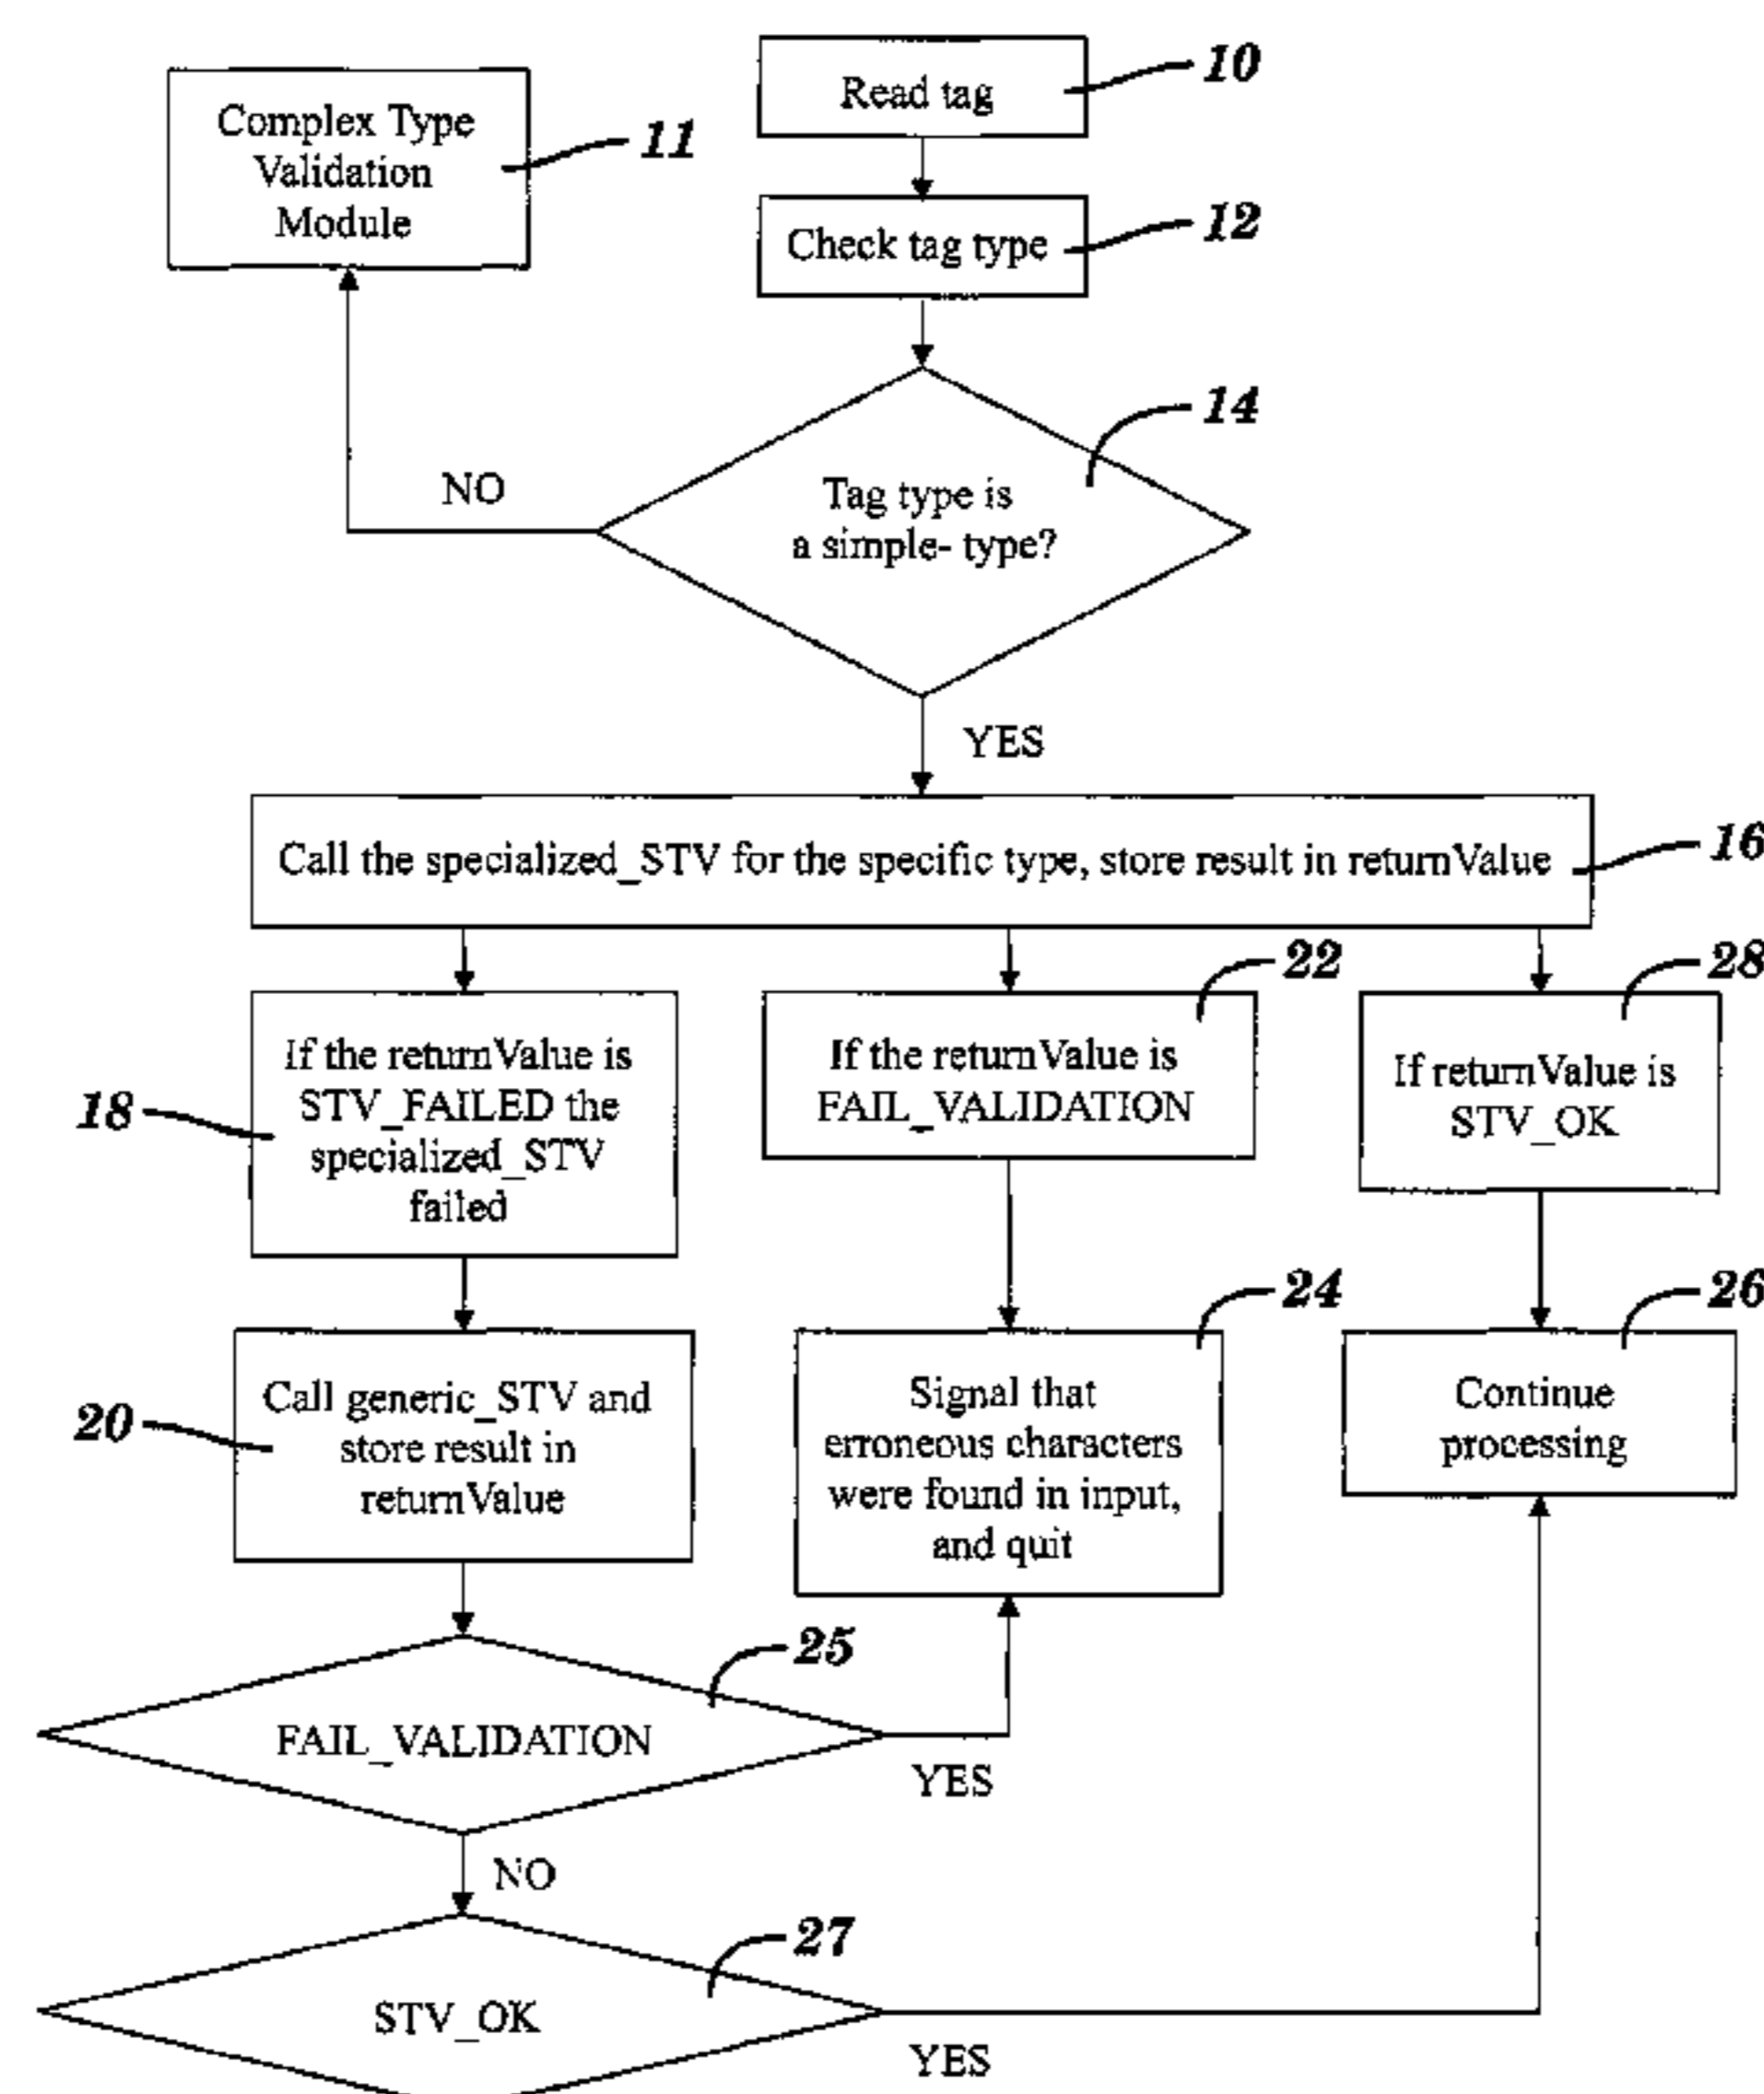 Read tag
10
Complex Type
Validation
Module
11
Check tag type
12
14
Tag type is
a simple- type?
NO
YES
Call the specialized_STV for the specific type, store result in returnValue
16
22
28
If the returnValue is
STV_FAILED the
specialized_STV
failed
18
If the returnValue is
FAIL_VALIDATION
If returnValue is
STV_OK
24
26
Call generic_STV and
store result in
returnValue
20
Signal that
erroneous characters
were found in input,
and quit
Continue
processing
25
FAIL_VALIDATION
YES
NO
27
STV_OK
YES